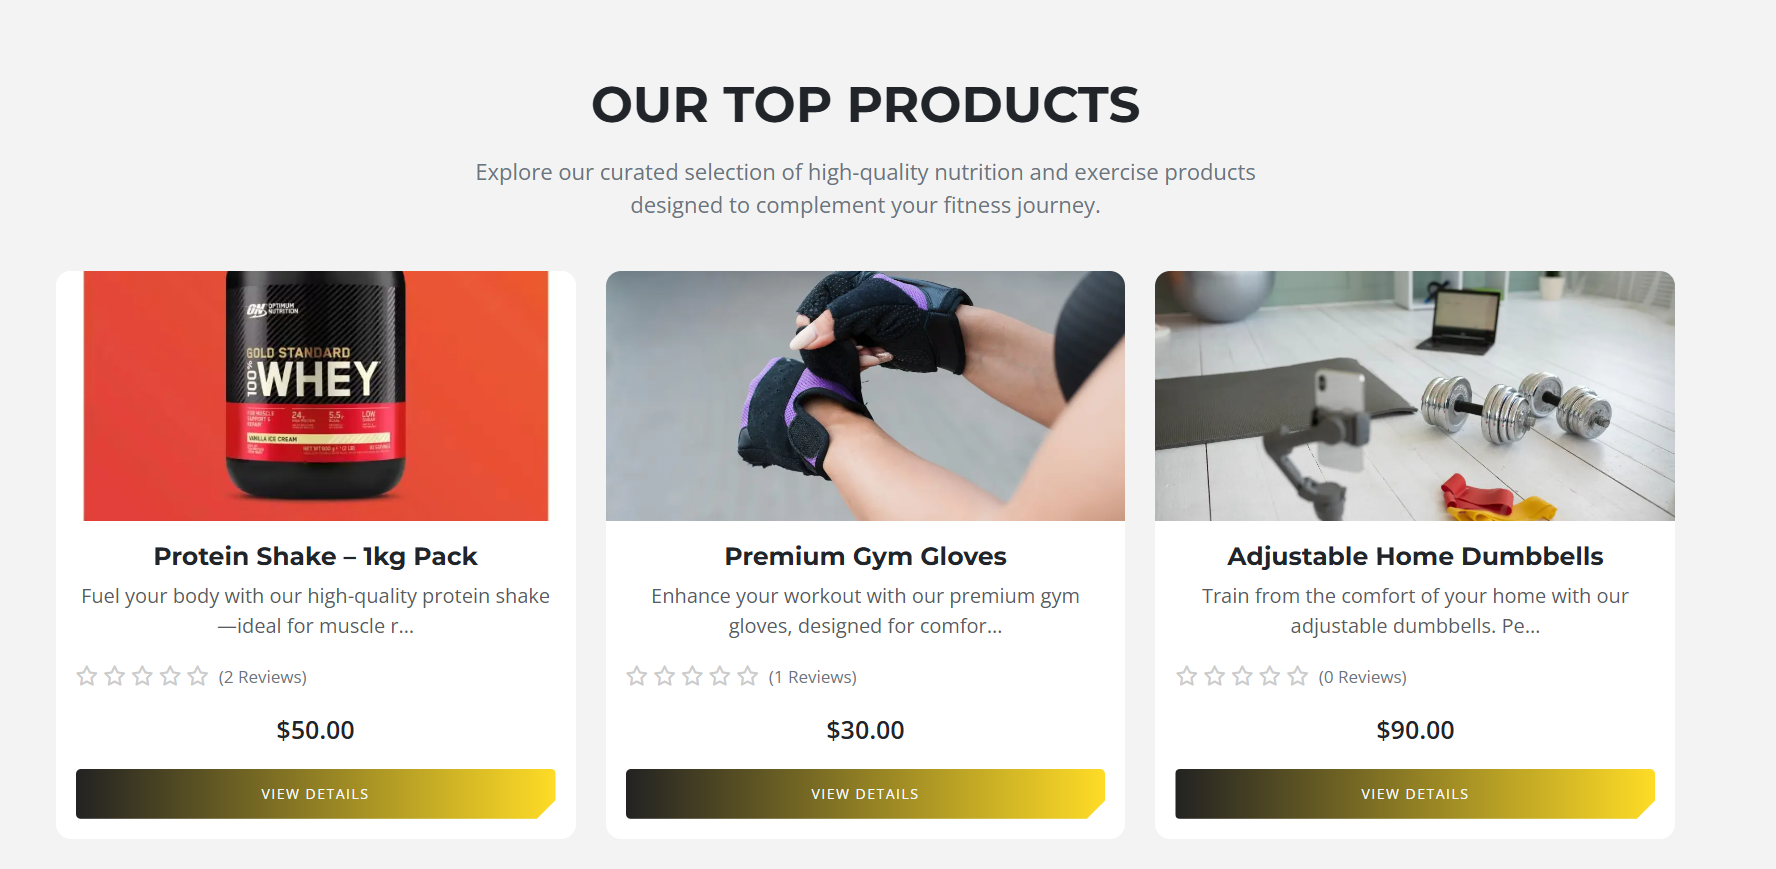 OUR TOP PRODUCTS
Explore our curated selection of high-quality nutrition and exercise products
designed to complement your fitness journey.
ON OPTIMUM
NUTRITION
GOLD STANDARD
100% WHEY
24g
5.5g
LOW
VANILLA ICE CREAM
Protein Shake – 1kg Pack
Fuel your body with our high-quality protein shake
—ideal for muscle r...
(2 Reviews)
$50.00
VIEW DETAILS
Premium Gym Gloves
Enhance your workout with our premium gym
gloves, designed for comfor...
(1 Reviews)
$30.00
VIEW DETAILS
Adjustable Home Dumbbells
Train from the comfort of your home with our
adjustable dumbbells. Pe...
(0 Reviews)
$90.00
VIEW DETAILS